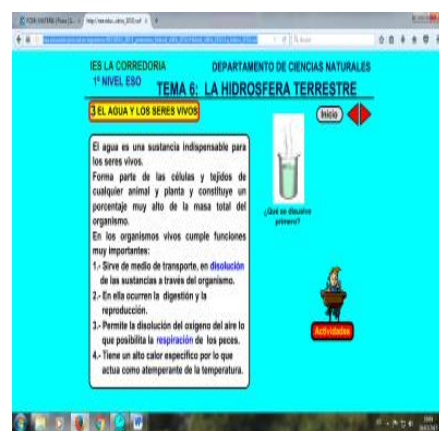 IES LA CORREDORIA
DEPARTAMENTO DE CIENCIAS NATURALES
1º NIVEL ESO
TEMA 6: LA HIDROSFERA TERRESTRE
3 EL AGUA Y LOS SERES VIVOS
Inicio
El agua es una sustancia indispensable para
los seres vivos.
Forma parte de las células y tejidos de
cualquier animal y planta y constituye un
porcentaje muy alto de la masa total del
organismo.
En los organismos vivos cumple funciones
muy importantes:
1.- Sirve de medio de transporte, en disolución
de las sustancias a través del organismo.
2.- En ella ocurren la digestión y la
reproducción.
3.- Permite la disolución del oxígeno del aire lo
que posibilita la respiración de los peces.
4.- Tiene un alto calor específico por lo que
actua como atemperante de la temperatura.
¿Qué se disuelve
primero?
Actividades